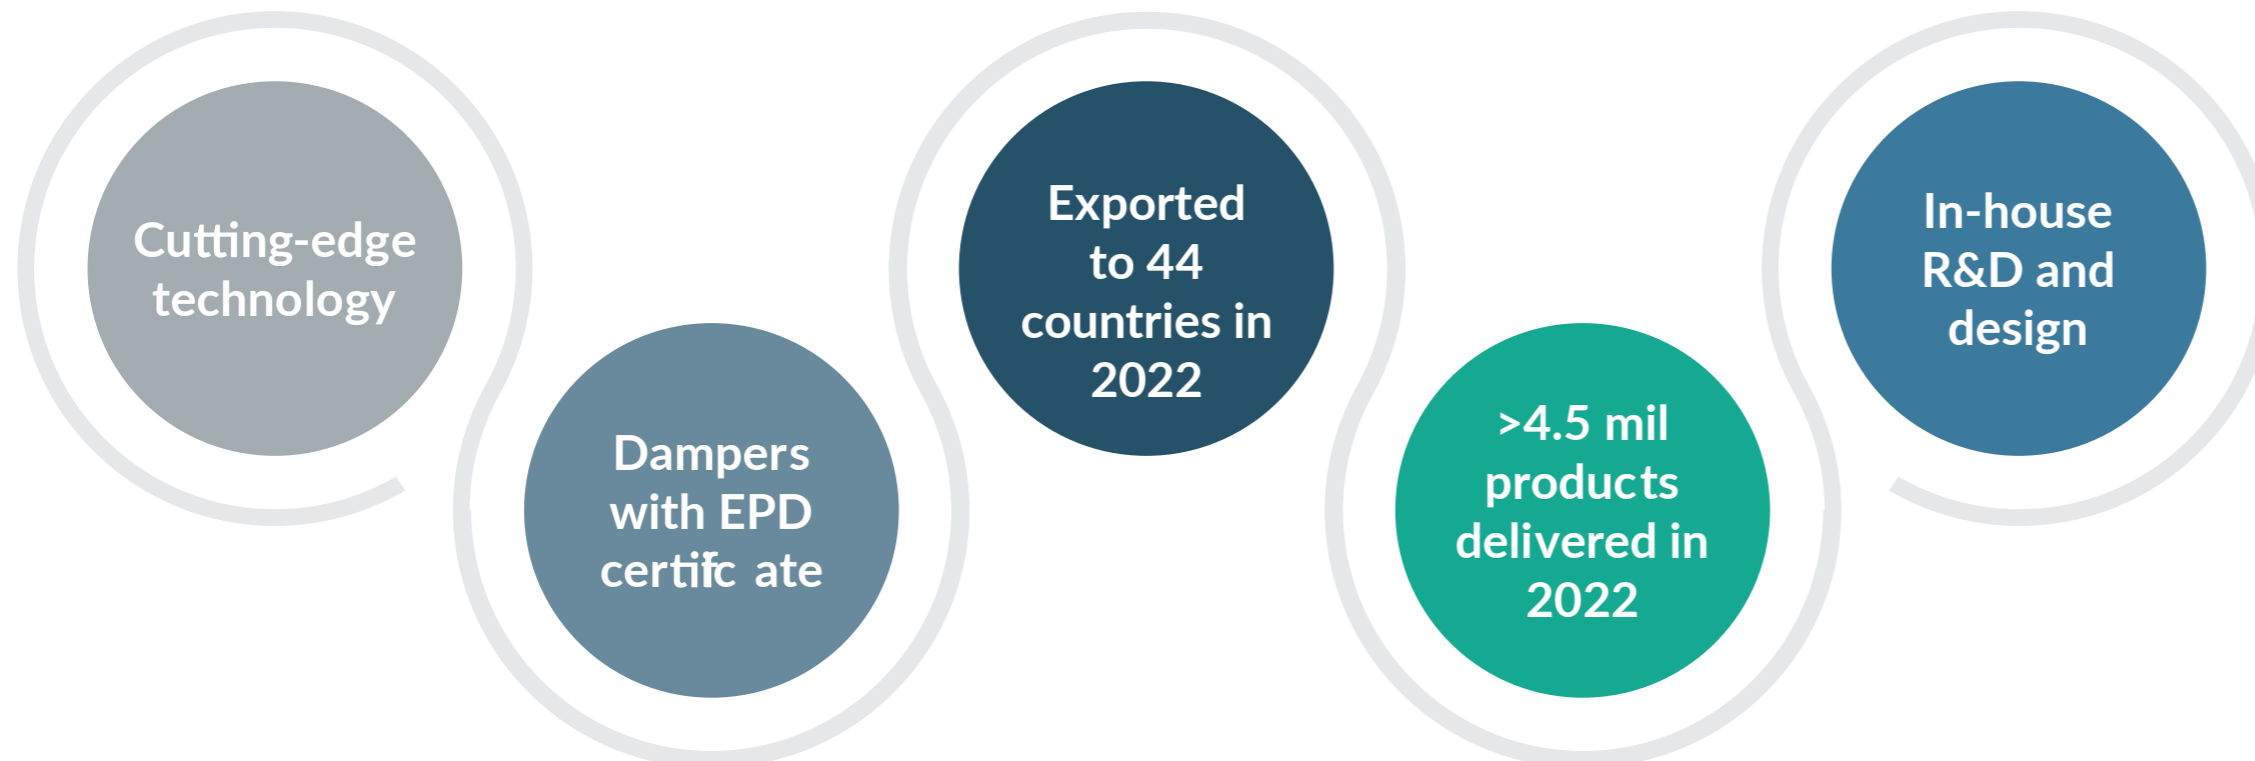 Cutting-edge
technology
Dampers
with EPD
certific ate
Exported
to 44
countries in
2022
>4.5 mil
products
delivered in
2022
In-house
R&D and
design